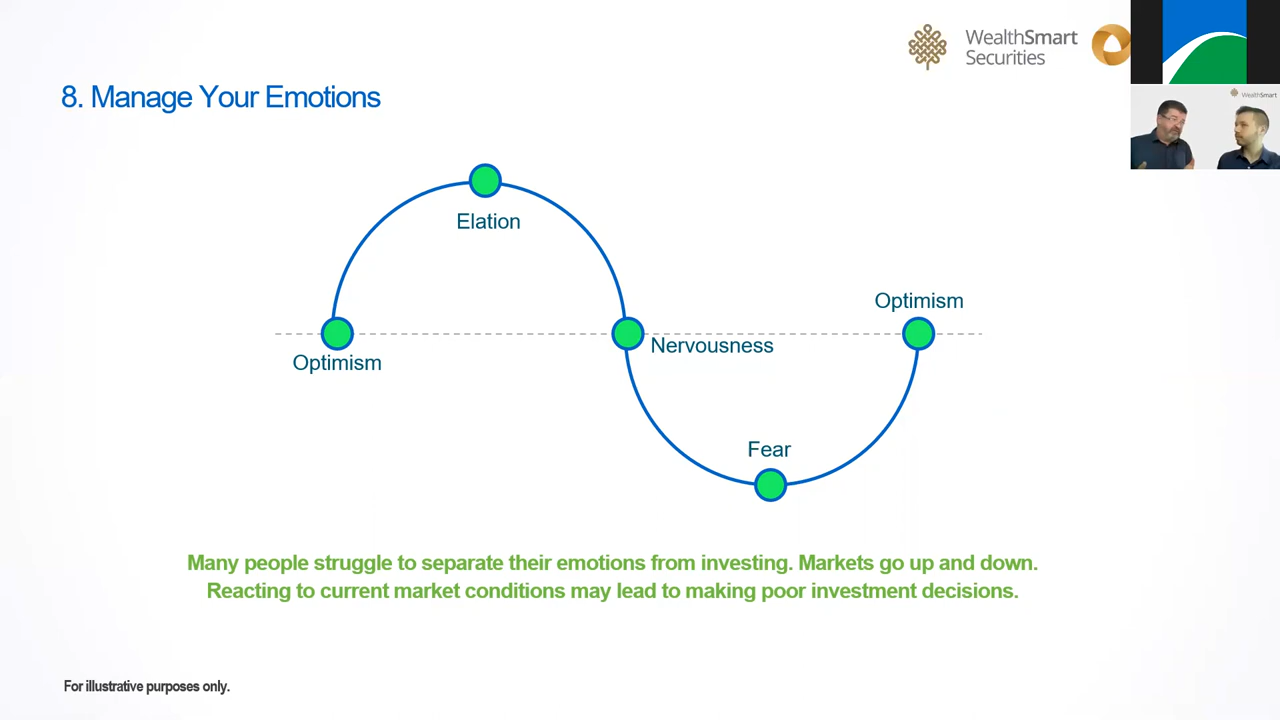 WealthSmart
Securities
WealthSmart
8. Manage Your Emotions
Elation
Optimism
Nervousness
Optimism
Fear
Many people struggle to separate their emotions from investing. Markets go up and down.
Reacting to current market conditions may lead to making poor investment decisions.
For illustrative purposes only.